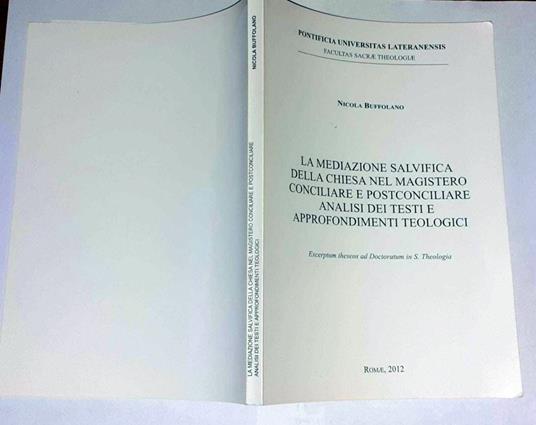 NICOLA BUFFOLANO
LA MEDIAZIONE SALVIFICA DELLA CHIESA NEL MAGISTERO CONCILIARE E POSTCONCILIARE
ANALISI DEI TESTI E APPROFONDIMENTI TEOLOGICI
PONTIFICIA UNIVERSITAS LATERANENSIS
FACULTAS SACRÆ THEOLOGIÆ
NICOLA BUFFOLANO
LA MEDIAZIONE SALVIFICA
DELLA CHIESA NEL MAGISTERO
CONCILIARE E POSTCONCILIARE
ANALISI DEI TESTI E
APPROFONDIMENTI TEOLOGICI
Excerptum theseos ad Doctoratum in S. Theologia
ROMÆ, 2012